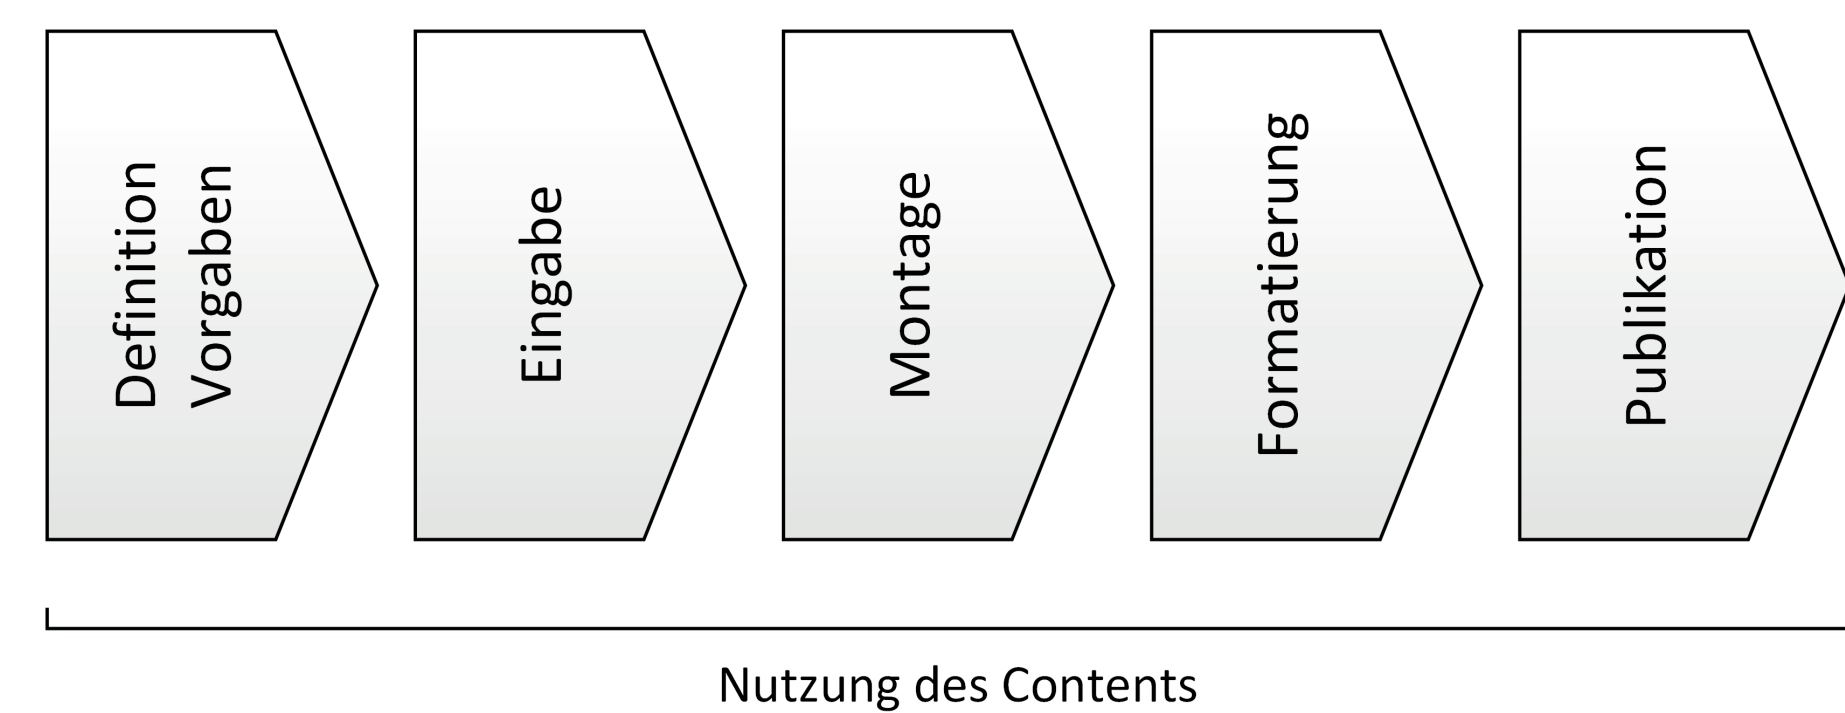 Definition
Vorgaben
Eingabe
Montage
Formatierung
Publikation
Nutzung des Contents